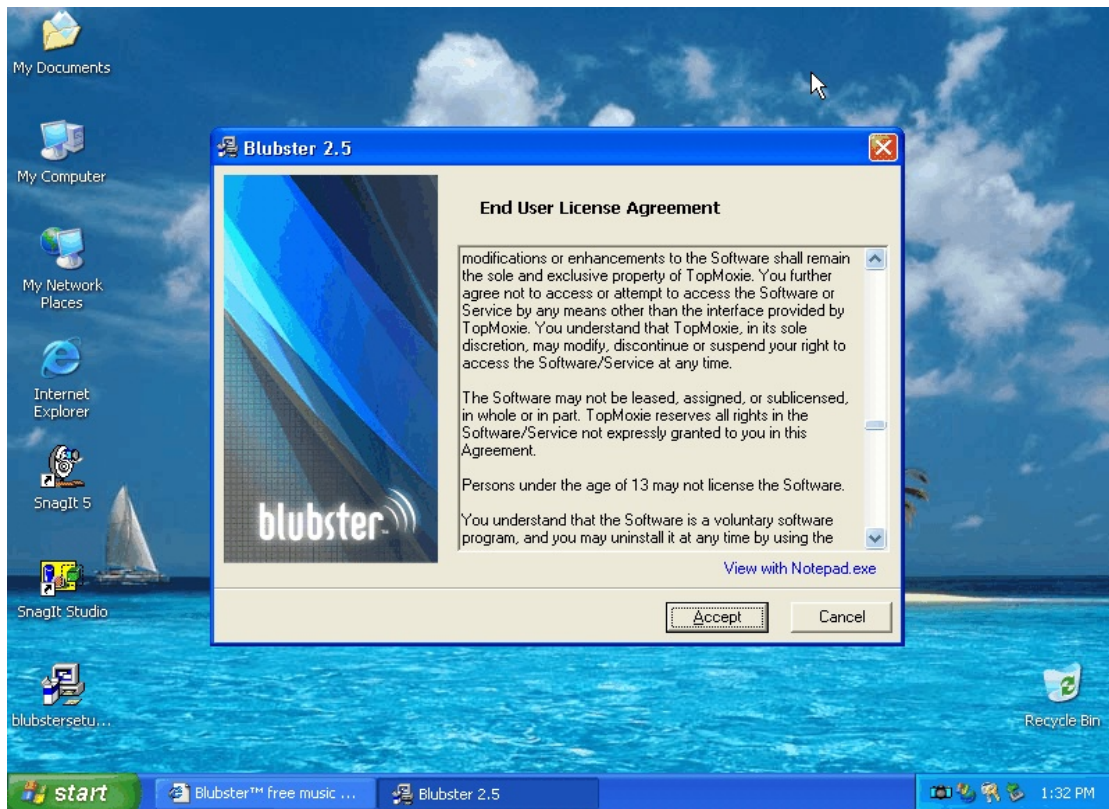 My Documents
My Computer
My Network
Places
Internet
Explorer
SnagIt 5
SnagIt Studio
blubstersetu...
Blubster 2.5
End User License Agreement
modifications or enhancements to the Software shall remain
the sole and exclusive property of TopMoxie. You further
agree not to access or attempt to access the Software or
Service by any means other than the interface provided by
TopMoxie. You understand that TopMoxie, in its sole
discretion, may modify, discontinue or suspend your right to
access the Software/Service at any time.
The Software may not be leased, assigned, or sublicensed,
in whole or in part. TopMoxie reserves all rights in the
Software/Service not expressly granted to you in this
Agreement.
Persons under the age of 13 may not license the Software.
You understand that the Software is a voluntary software
program, and you may uninstall it at any time by using the
blubster
View with Notepad.exe
Accept
Cancel
Recycle Bin
start
Blubster™ free music ...
Blubster 2.5
1:32 PM